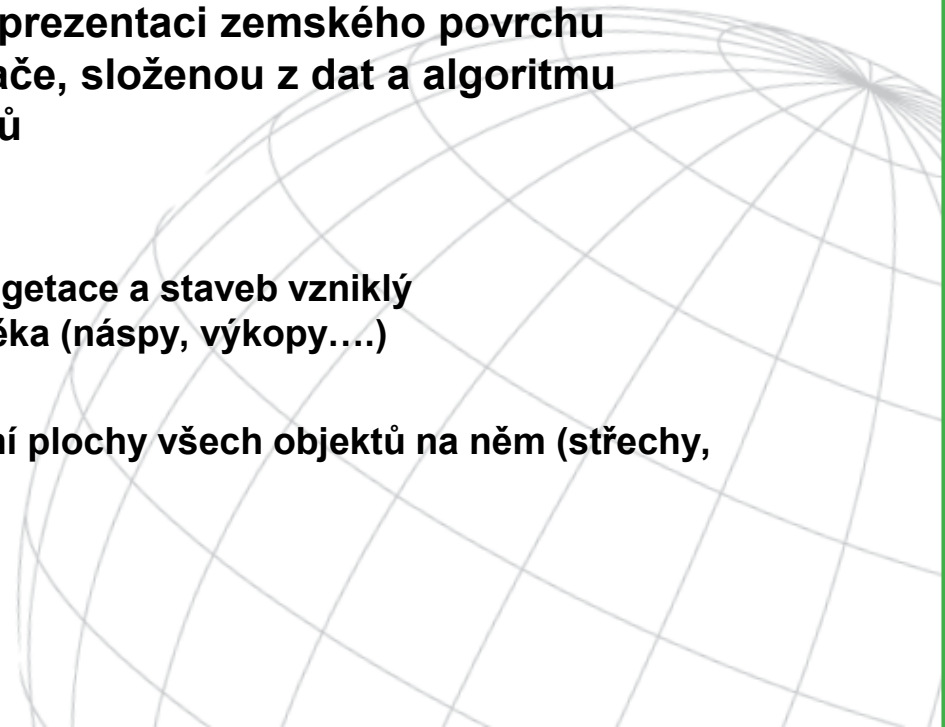 prezentaci zemského povrchu
ače, složenou z dat a algoritmu
ů
getace a staveb vzniklý
ěka (náspy, výkopy….)
ní plochy všech objektů na něm (střechy,